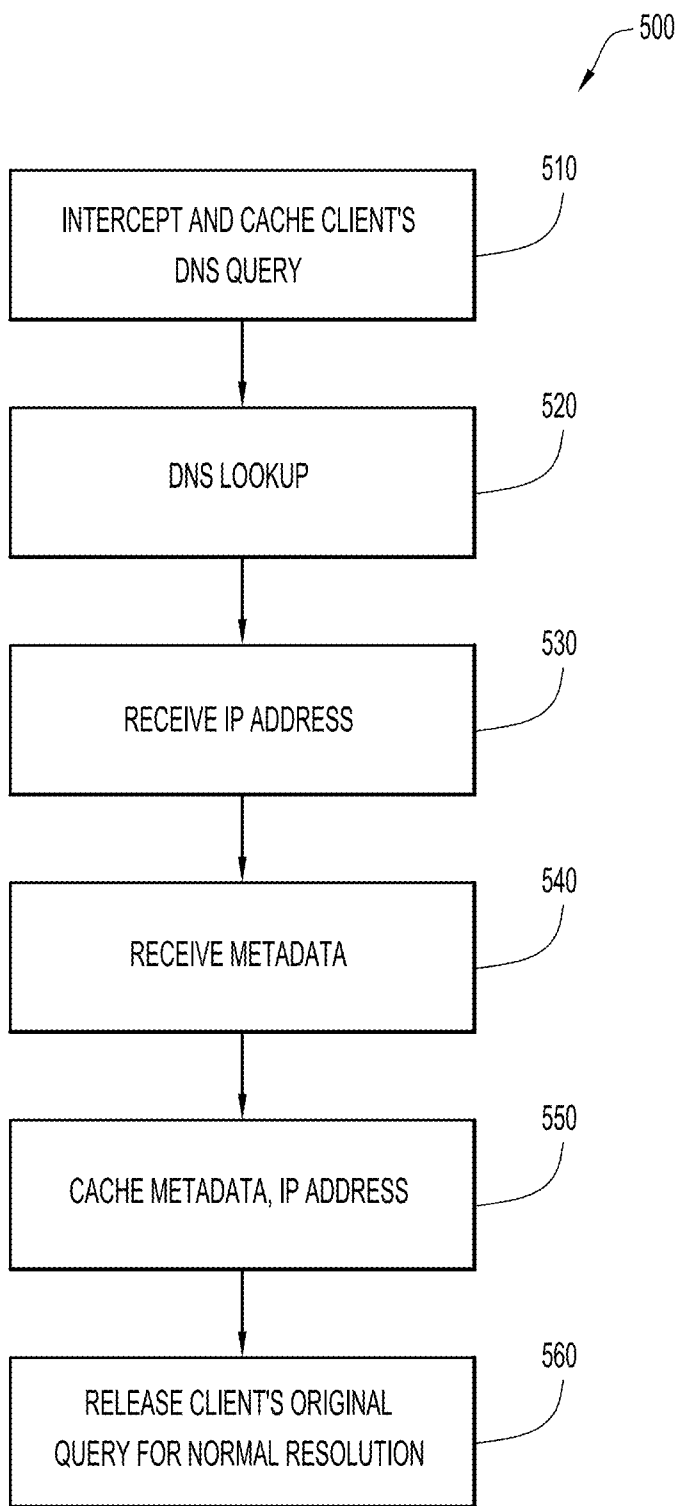 500
510
INTERCEPT AND CACHE CLIENT'S
DNS QUERY
520
DNS LOOKUP
530
RECEIVE IP ADDRESS
540
RECEIVE METADATA
550
CACHE METADATA, IP ADDRESS
560
RELEASE CLIENT'S ORIGINAL
QUERY FOR NORMAL RESOLUTION